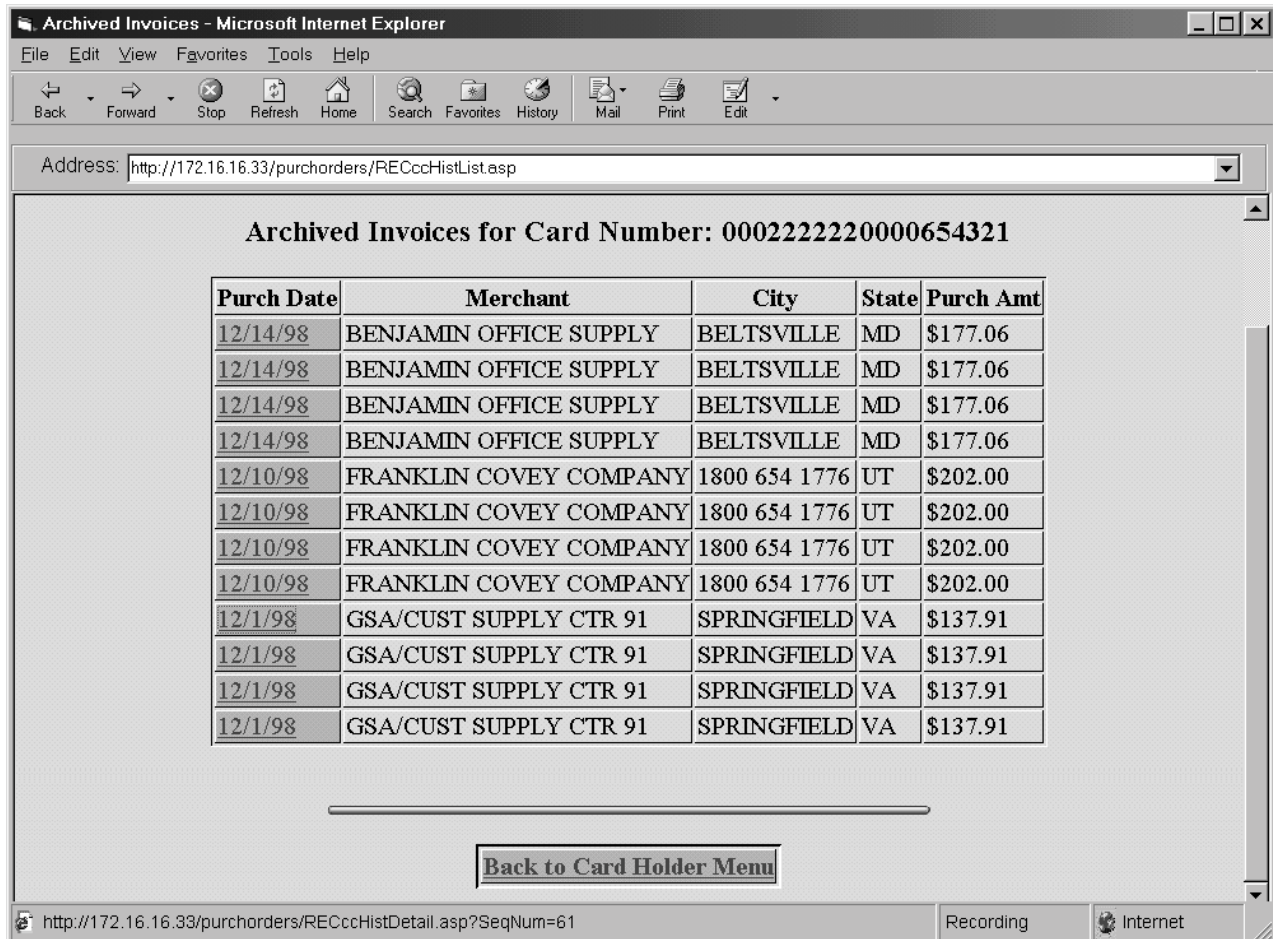 Archived Invoices - Microsoft Internet Explorer
File Edit View Favorites Tools Help
Back Forward Stop Refresh Home Search Favorites History Mail Print Edit
Address: http://172.16.16.33/purchorders/RECccHistList.asp
Archived Invoices for Card Number: 0002222220000654321
Purch Date Merchant City State Purch Amt
12/14/98 BENJAMIN OFFICE SUPPLY BELTSVILLE MD $177.06
12/14/98 BENJAMIN OFFICE SUPPLY BELTSVILLE MD $177.06
12/14/98 BENJAMIN OFFICE SUPPLY BELTSVILLE MD $177.06
12/14/98 BENJAMIN OFFICE SUPPLY BELTSVILLE MD $177.06
12/10/98 FRANKLIN COVEY COMPANY 1800 654 1776 UT $202.00
12/10/98 FRANKLIN COVEY COMPANY 1800 654 1776 UT $202.00
12/10/98 FRANKLIN COVEY COMPANY 1800 654 1776 UT $202.00
12/10/98 FRANKLIN COVEY COMPANY 1800 654 1776 UT $202.00
12/1/98 GSA/CUST SUPPLY CTR 91 SPRINGFIELD VA $137.91
12/1/98 GSA/CUST SUPPLY CTR 91 SPRINGFIELD VA $137.91
12/1/98 GSA/CUST SUPPLY CTR 91 SPRINGFIELD VA $137.91
12/1/98 GSA/CUST SUPPLY CTR 91 SPRINGFIELD VA $137.91
Back to Card Holder Menu
http://172.16.16.33/purchorders/RECccHistDetail.asp?SeqNum=61 Recording Internet